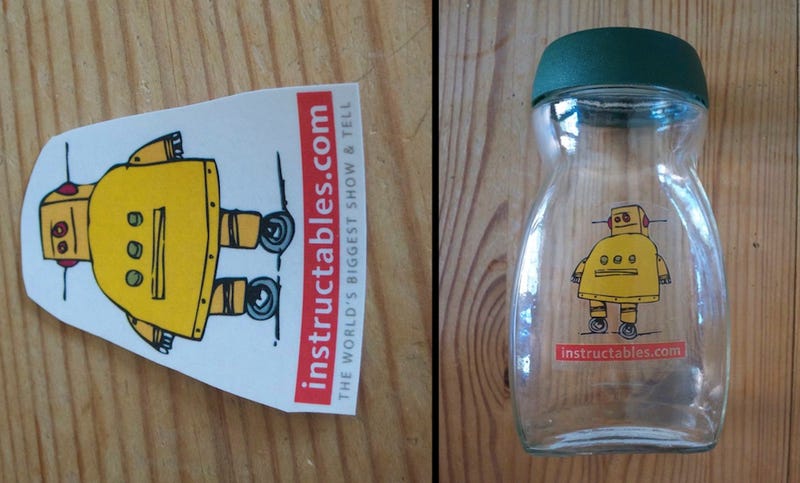 instructables.com
THE WORLD'S BIGGEST SHOW & TELL
instructables.com